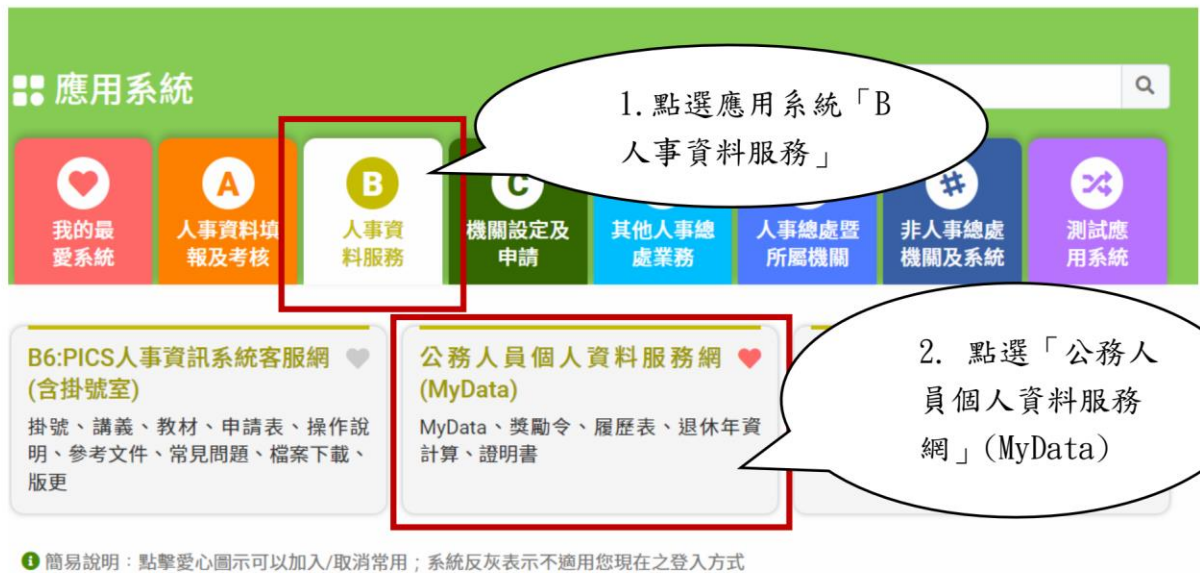 應用系統
1.點選應用系統「B
人事資料服務」
我的最
愛系統
A
人事資料填
報及考核
B
人事資
料服務
C
機關設定及
申請
其他人事總
處業務
人事總處暨
所屬機關
#
非人事總處
機關及系統
測試應
用系統
B6:PICS人事資訊系統客服網
(含掛號室)
掛號、講義、教材、申請表、操作說
明、參考文件、常見問題、檔案下載、
版更
公務人員個人資料服務網
(MyData)
MyData、獎勵令、履歷表、退休年資
計算、證明書
2. 點選「公務人
員個人資料服務
網」(MyData)
簡易說明：點擊愛心圖示可以加入/取消常用；系統反灰表示不適用您現在之登入方式